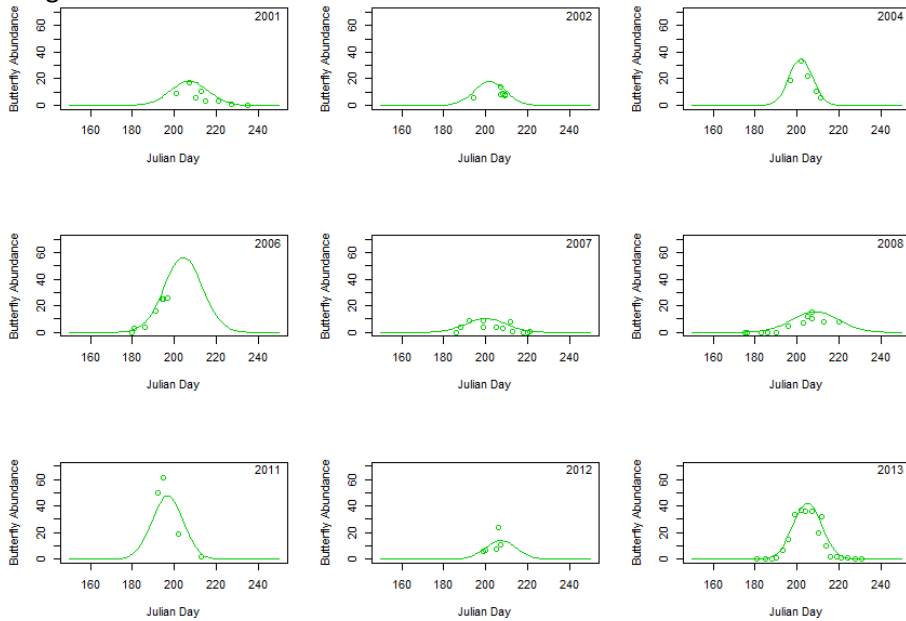 2001 2002 2004
Butterfly Abundance Butterfly Abundance Butterfly Abundance
0 20 40 60 0 20 40 60 0 20 40 60
160 180 200 220 240 160 180 200 220 240 160 180 200 220 240
Julian Day Julian Day Julian Day
2006 2007 2008
Butterfly Abundance Butterfly Abundance Butterfly Abundance
0 20 40 60 0 20 40 60 0 20 40 60
160 180 200 220 240 160 180 200 220 240 160 180 200 220 240
Julian Day Julian Day Julian Day
2011 2012 2013
Butterfly Abundance Butterfly Abundance Butterfly Abundance
0 20 40 60 0 20 40 60 0 20 40 60
160 180 200 220 240 160 180 200 220 240 160 180 200 220 240
Julian Day Julian Day Julian Day